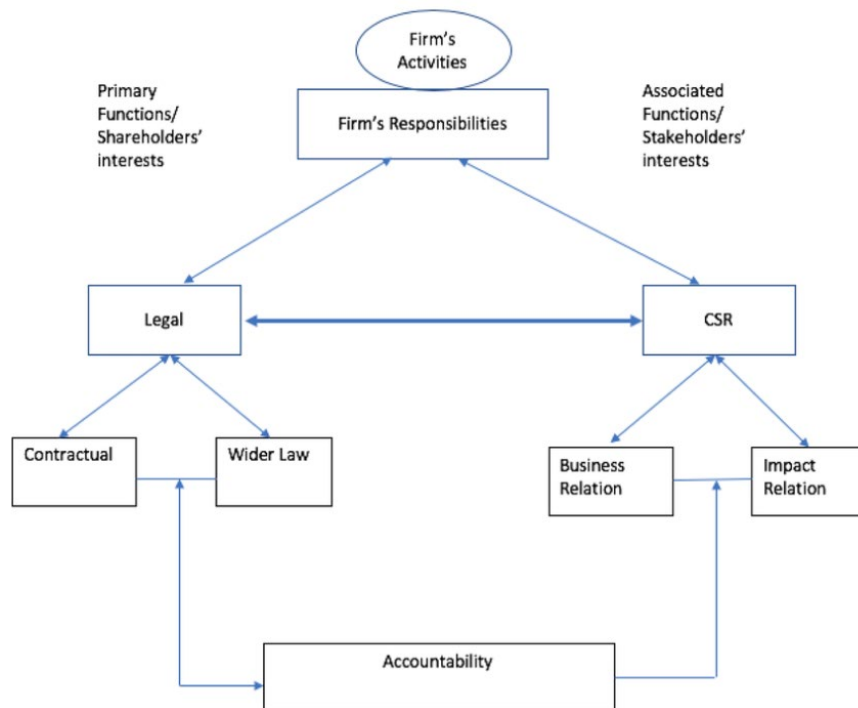 Firm's
Activities
Primary
Functions/
Shareholders'
interests
Associated
Functions/
Stakeholders'
interests
Firm's Responsibilities
Legal
CSR
Contractual
Wider Law
Business
Relation
Impact
Relation
Accountability